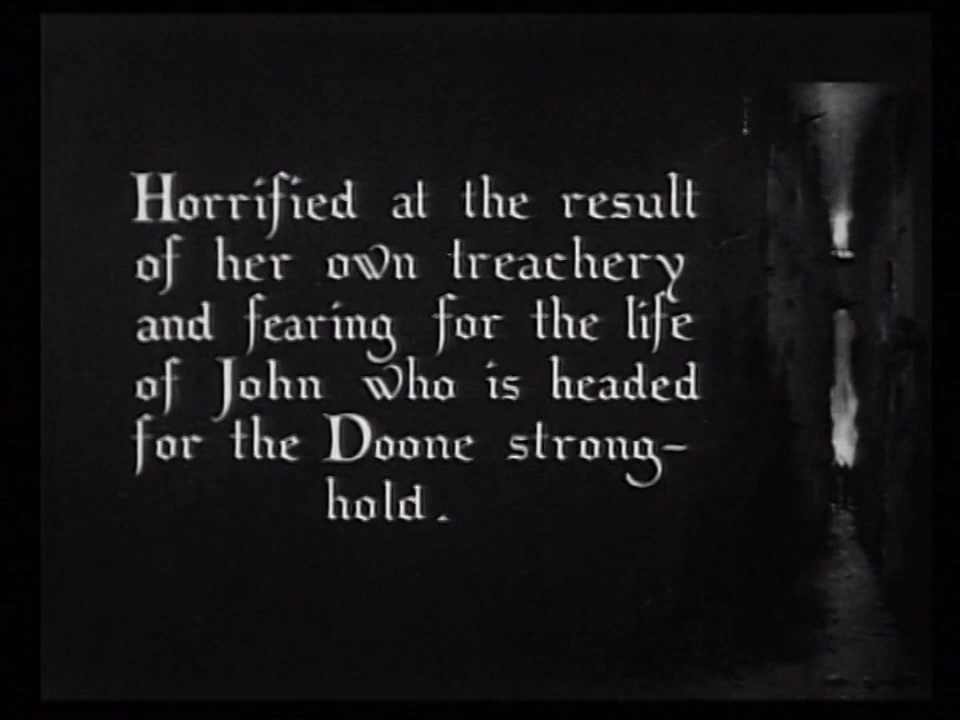 Horrified at the result
of her own treachery
and fearing for the life
of John who is headed
for the Doone strong-
hold.